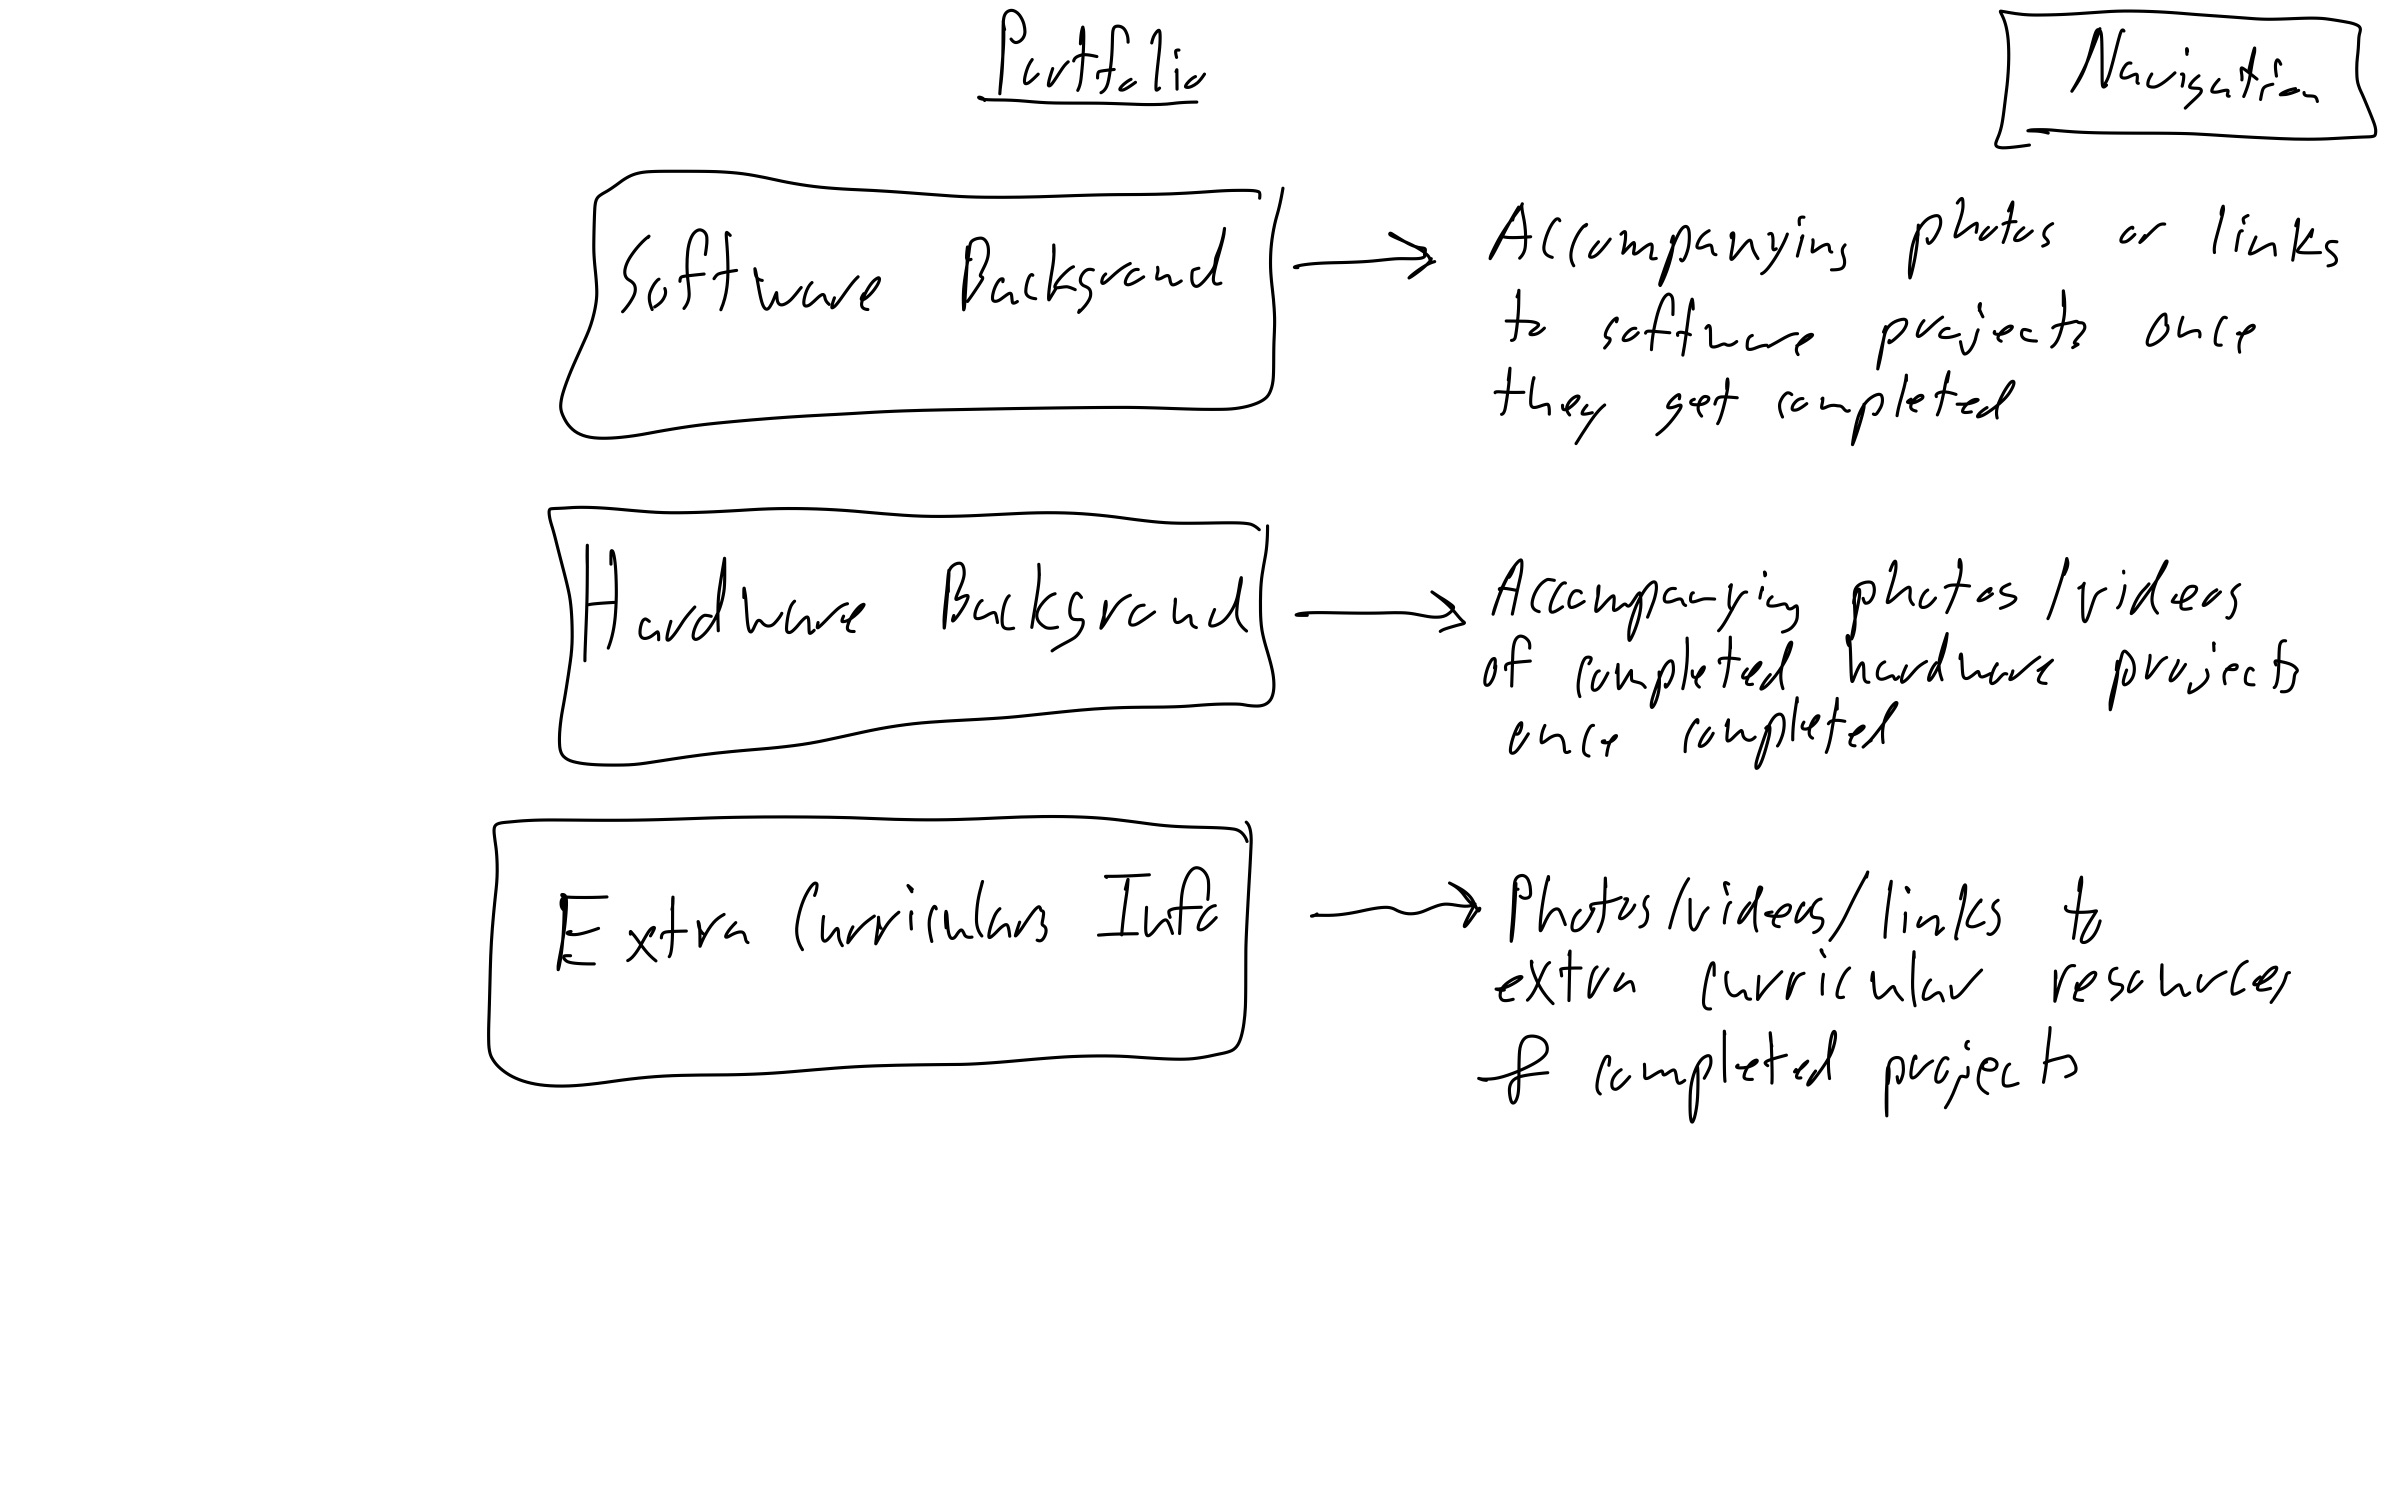 Portfolio
Navigation
Software Background
Accompanying photos or links
to software projects once
they get completed
Hardware Background
Accompanying photos/videos
of completed hardware projects
once completed
Extra Curricular Info
Photos/videos/links to
extra curricular resources
of completed projects